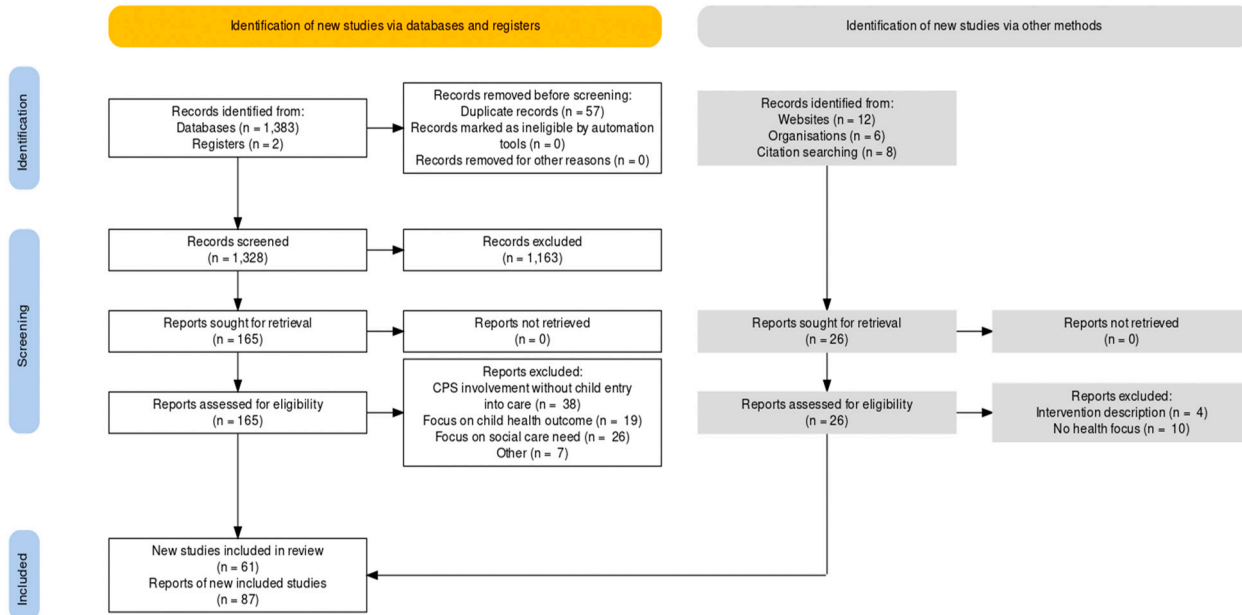 Identification of new studies via databases and registers
Identification of new studies via other methods
Identification
Records identified from:
Databases (n = 1,383)
Registers (n = 2)
Records removed before screening:
Duplicate records (n = 57)
Records marked as ineligible by automation
tools (n = 0)
Records removed for other reasons (n = 0)
Records identified from:
Websites (n = 12)
Organisations (n = 6)
Citation searching (n = 8)
Screening
Records screened
(n = 1,328)
Records excluded
(n = 1,163)
Reports sought for retrieval
(n = 165)
Reports not retrieved
(n = 0)
Reports sought for retrieval
(n = 26)
Reports not retrieved
(n = 0)
Reports assessed for eligibility
(n = 165)
Reports excluded:
CPS involvement without child entry
into care (n = 38)
Focus on child health outcome (n = 19)
Focus on social care need (n = 26)
Other (n = 7)
Reports assessed for eligibility
(n = 26)
Reports excluded:
Intervention description (n = 4)
No health focus (n = 10)
Included
New studies included in review
(n = 61)
Reports of new included studies
(n = 87)